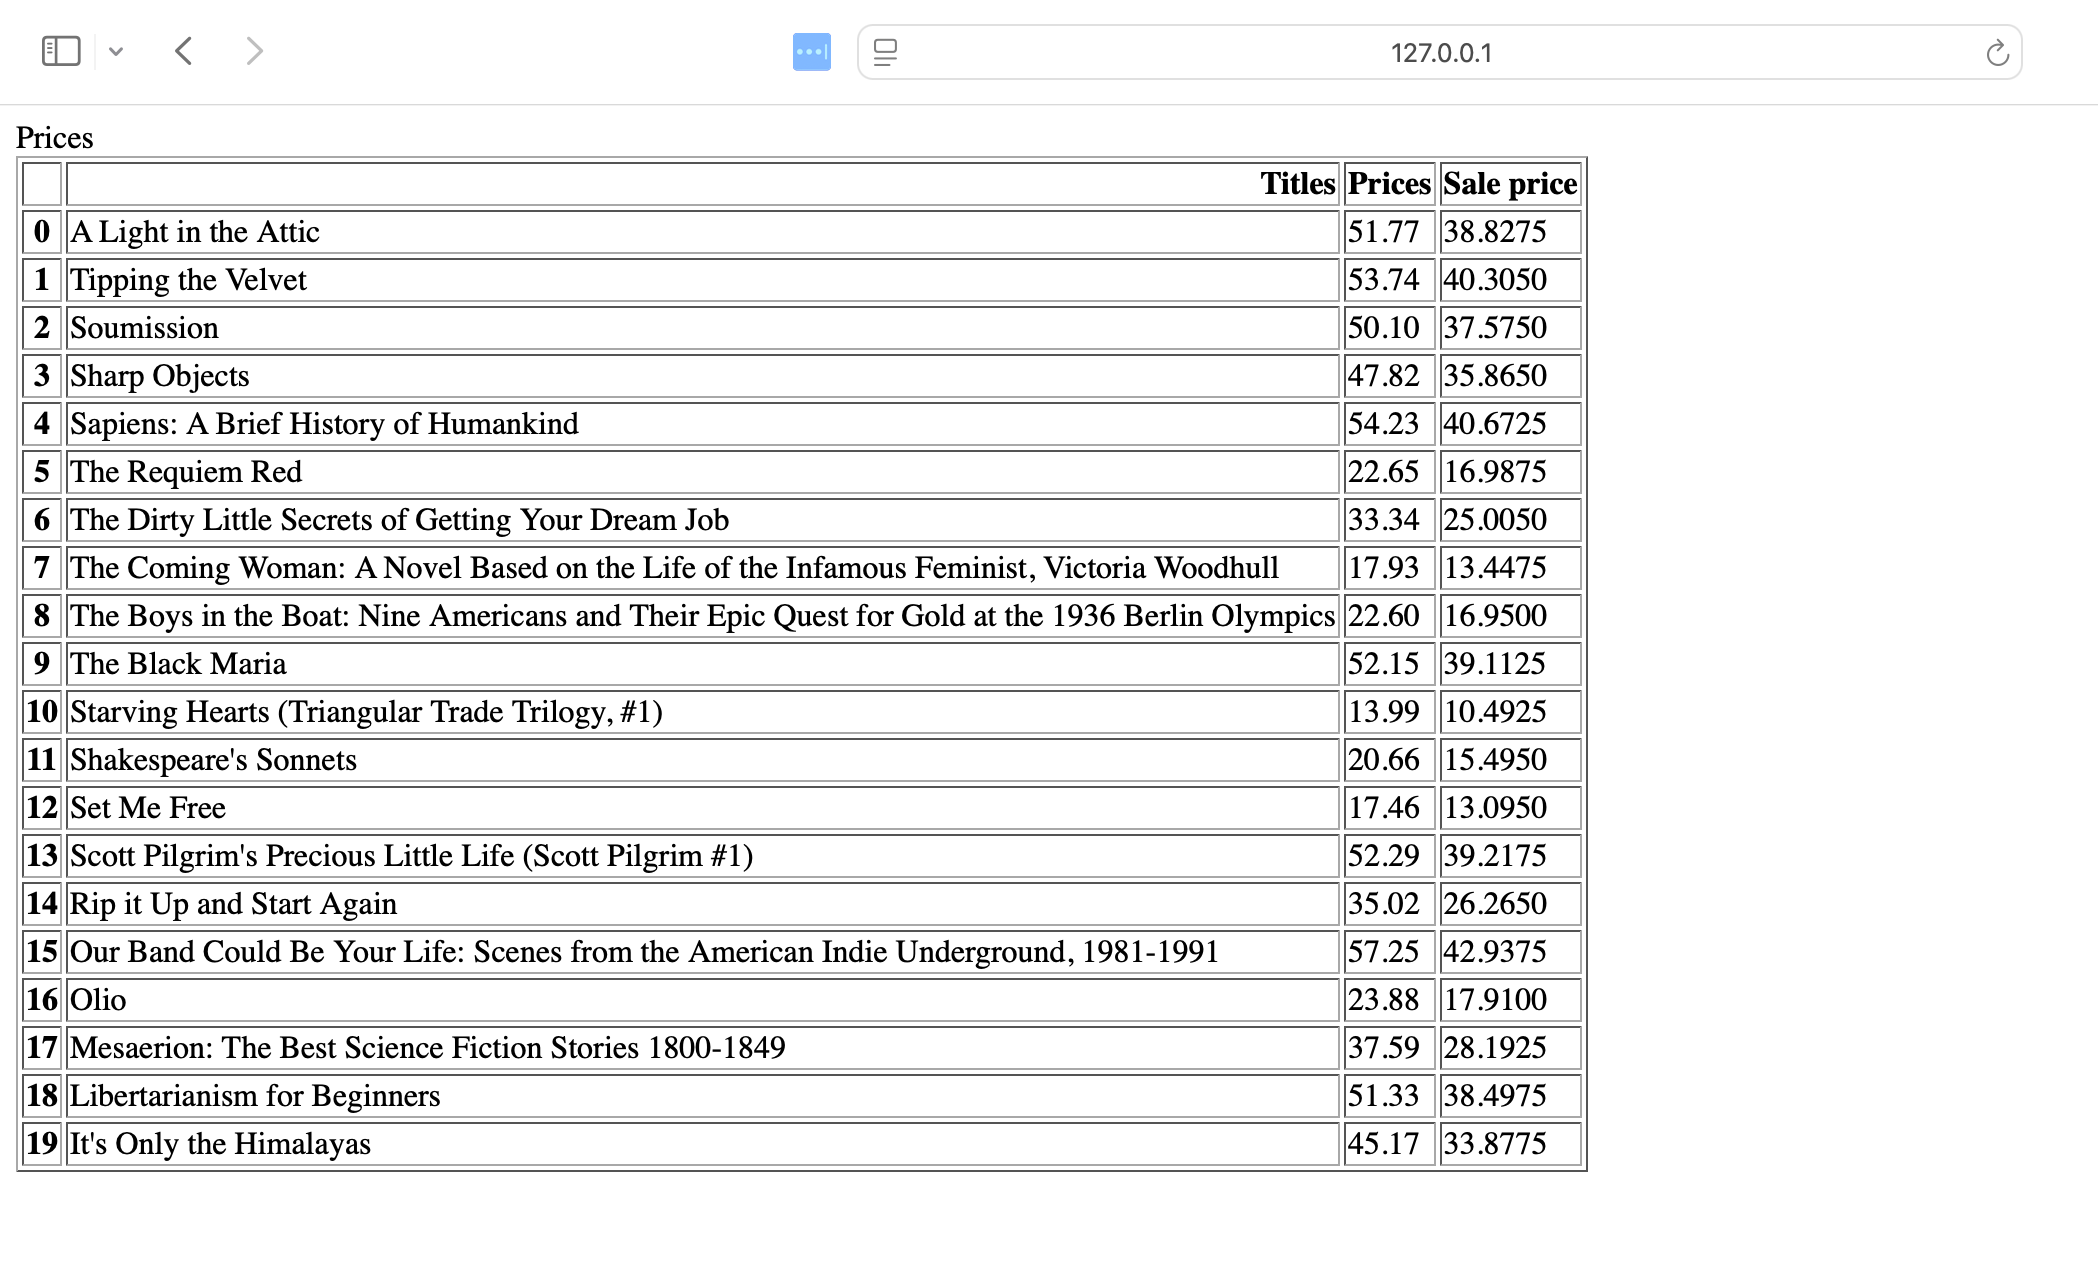 127.0.0.1
Prices
Titles Prices Sale price
0 A Light in the Attic 51.77 38.8275
1 Tipping the Velvet 53.74 40.3050
2 Soumission 50.10 37.5750
3 Sharp Objects 47.82 35.8650
4 Sapiens: A Brief History of Humankind 54.23 40.6725
5 The Requiem Red 22.65 16.9875
6 The Dirty Little Secrets of Getting Your Dream Job 33.34 25.0050
7 The Coming Woman: A Novel Based on the Life of the Infamous Feminist, Victoria Woodhull 17.93 13.4475
8 The Boys in the Boat: Nine Americans and Their Epic Quest for Gold at the 1936 Berlin Olympics 22.60 16.9500
9 The Black Maria 52.15 39.1125
10 Starving Hearts (Triangular Trade Trilogy, #1) 13.99 10.4925
11 Shakespeare's Sonnets 20.66 15.4950
12 Set Me Free 17.46 13.0950
13 Scott Pilgrim's Precious Little Life (Scott Pilgrim #1) 52.29 39.2175
14 Rip it Up and Start Again 35.02 26.2650
15 Our Band Could Be Your Life: Scenes from the American Indie Underground, 1981-1991 57.25 42.9375
16 Olio 23.88 17.9100
17 Mesaerion: The Best Science Fiction Stories 1800-1849 37.59 28.1925
18 Libertarianism for Beginners 51.33 38.4975
19 It's Only the Himalayas 45.17 33.8775